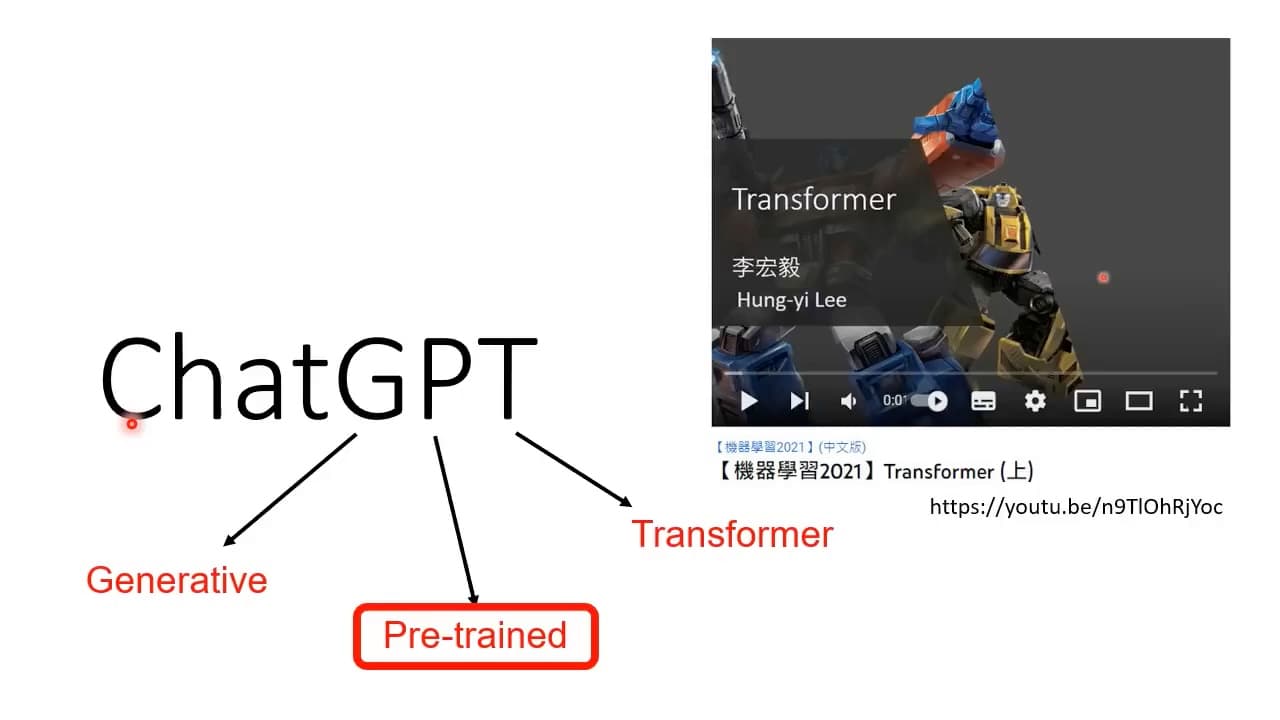 ChatGPT
Generative
Pre-trained
Transformer
Transformer
李宏毅
Hung-yi Lee
0:01
【機器學習2021】(中文版)
【機器學習2021】Transformer (上)
https://youtu.be/n9TlOhRjYoc